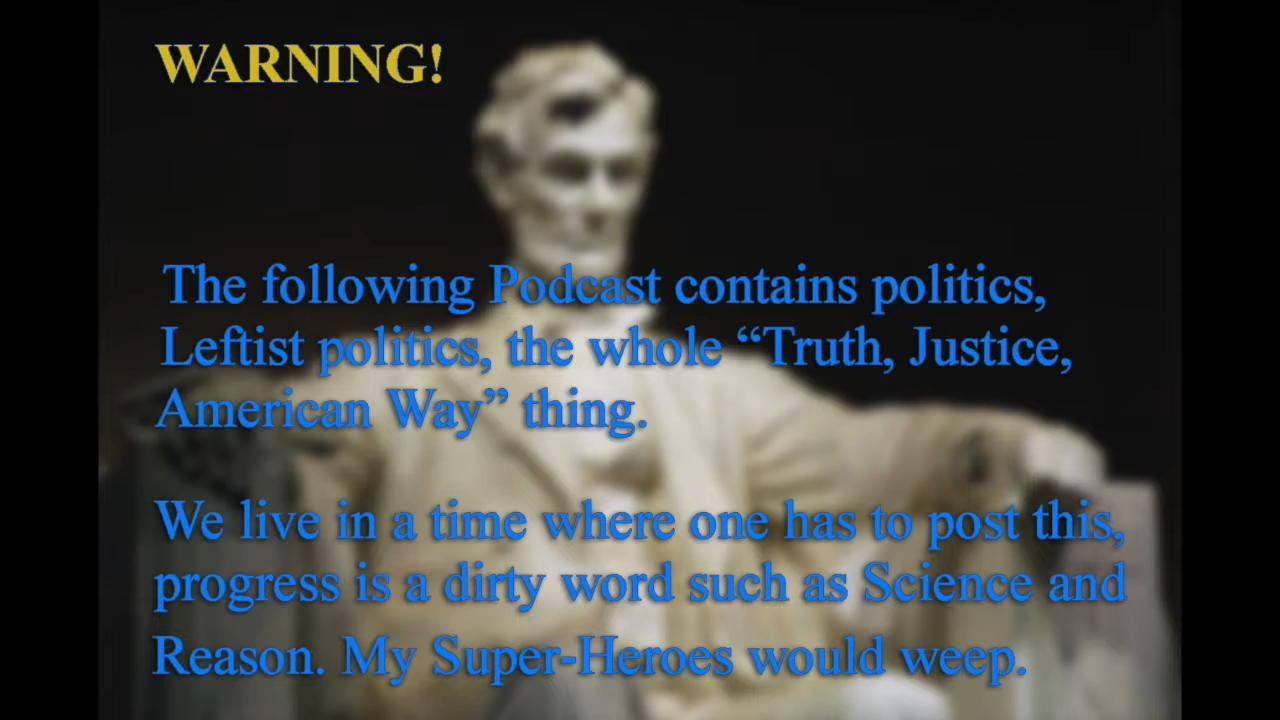 WARNING!
The following Podcast contains politics,
Leftist politics, the whole “Truth, Justice,
American Way” thing.
We live in a time where one has to post this,
progress is a dirty word such as Science and
Reason. My Super-Heroes would weep.